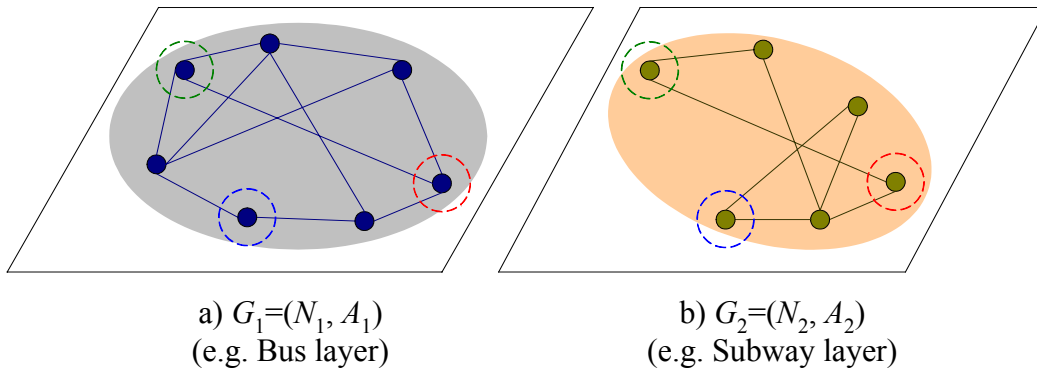 a) G₁=(N₁, A₁)
(e.g. Bus layer)
b) G₂=(N₂, A₂)
(e.g. Subway layer)